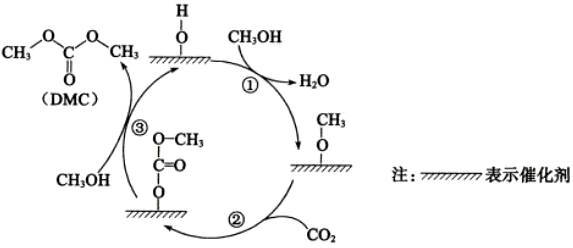 CH₃ O O CH₃
C
O
(DMC)
H
O
CH₃OH
① H₂O
CH₃
O
③
O—CH₃
C=O
O
CH₃OH
② CO₂
注: 表示催化剂